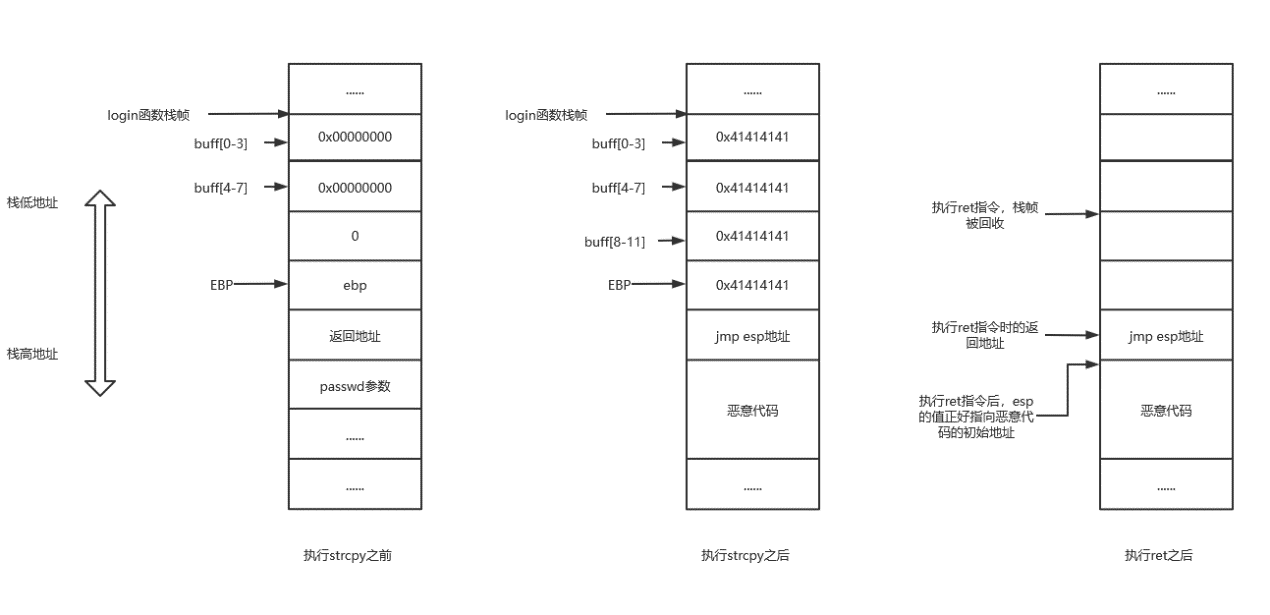 栈低地址
栈高地址
login函数栈帧
buff[0-3]
buff[4-7]
EBP
......
0x00000000
0x00000000
0
ebp
返回地址
passwd参数
......
......
执行strcpy之前
login函数栈帧
buff[0-3]
buff[4-7]
buff[8-11]
EBP
......
0x41414141
0x41414141
0x41414141
0x41414141
jmp esp地址
恶意代码
......
执行strcpy之后
执行ret指令，栈帧
被回收
执行ret指令时的返
回地址
执行ret指令后，esp
的值正好指向恶意代
码的初始地址
......
jmp esp地址
恶意代码
......
执行ret之后